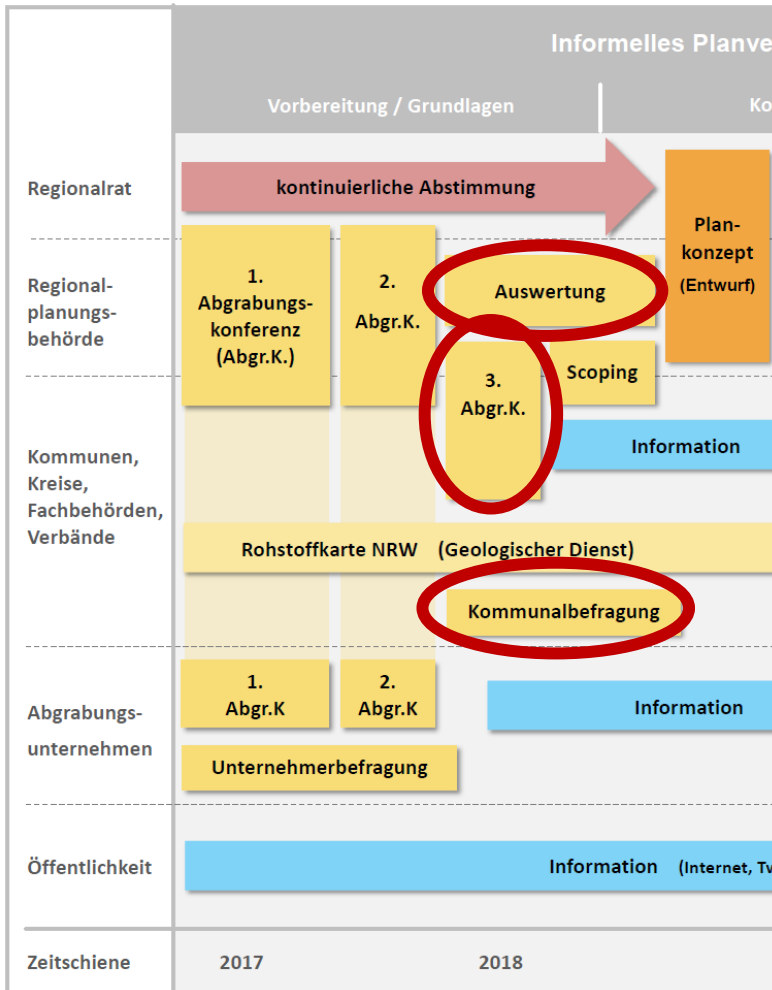 Informelles Planve
Vorbereitung / Grundlagen
Ko
Regionalrat
kontinuierliche Abstimmung
Plan-
konzept
(Entwurf)
Regional-
planungs-
behörde
1.
Abgrabungs-
konferenz
(Abgr.K.)
2.
Abgr.K.
Auswertung
3.
Abgr.K.
Scoping
Kommunen,
Kreise,
Fachbehörden,
Verbände
Information
Rohstoffkarte NRW (Geologischer Dienst)
Kommunalbefragung
Abgrabungs-
unternehmen
1.
Abgr.K
2.
Abgr.K
Information
Unternehmerbefragung
Öffentlichkeit
Information (Internet, Tv
Zeitschiene
2017
2018